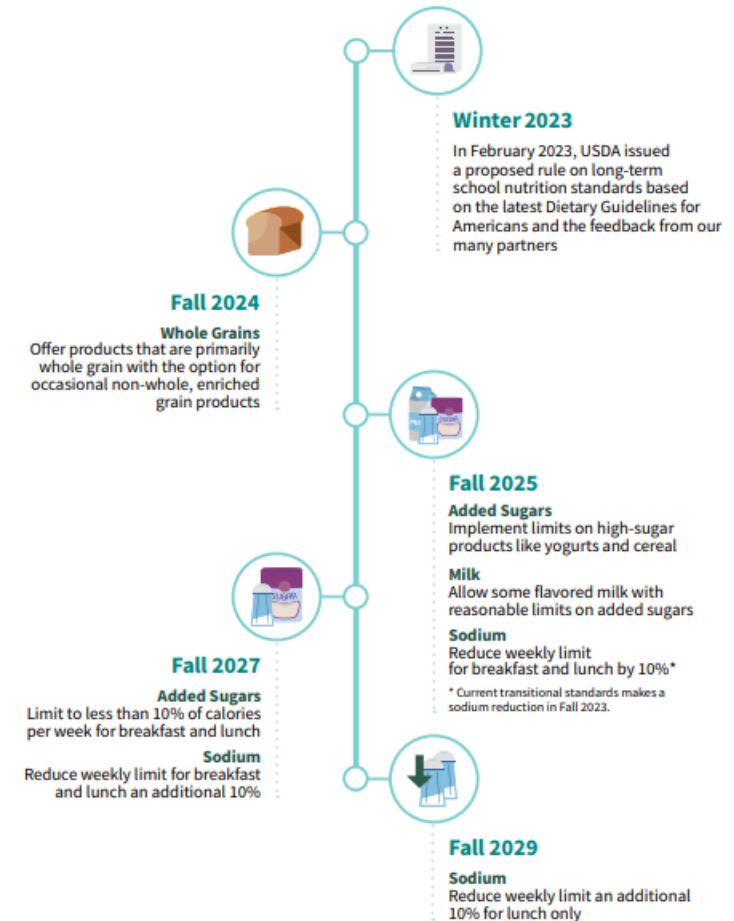 Winter 2023
In February 2023, USDA issued
a proposed rule on long-term
school nutrition standards based
on the latest Dietary Guidelines for
Americans and the feedback from our
many partners
Fall 2024
Whole Grains
Offer products that are primarily
whole grain with the option for
occasional non-whole, enriched
grain products
Fall 2025
Added Sugars
Implement limits on high-sugar
products like yogurts and cereal
Milk
Allow some flavored milk with
reasonable limits on added sugars
Sodium
Reduce weekly limit
for breakfast and lunch by 10%*
* Current transitional standards makes a
sodium reduction in Fall 2023.
Fall 2027
Added Sugars
Limit to less than 10% of calories
per week for breakfast and lunch
Sodium
Reduce weekly limit for breakfast
and lunch an additional 10%
Fall 2029
Sodium
Reduce weekly limit an additional
10% for lunch only